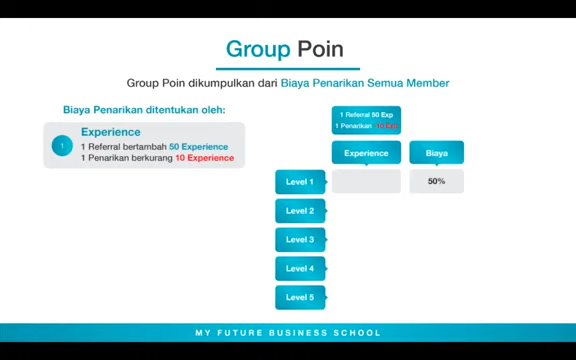 Group Poin
Group Poin dikumpulkan dari Biaya Penarikan Semua Member
Biaya Penarikan ditentukan oleh:
1
Experience
1 Referral bertambah 50 Experience
1 Penarikan berkurang 10 Experience
1 Referral 50 Exp
1 Penarikan -10 Exp
Experience
Biaya
Level 1
50%
Level 2
Level 3
Level 4
Level 5
MY FUTURE BUSINESS SCHOOL